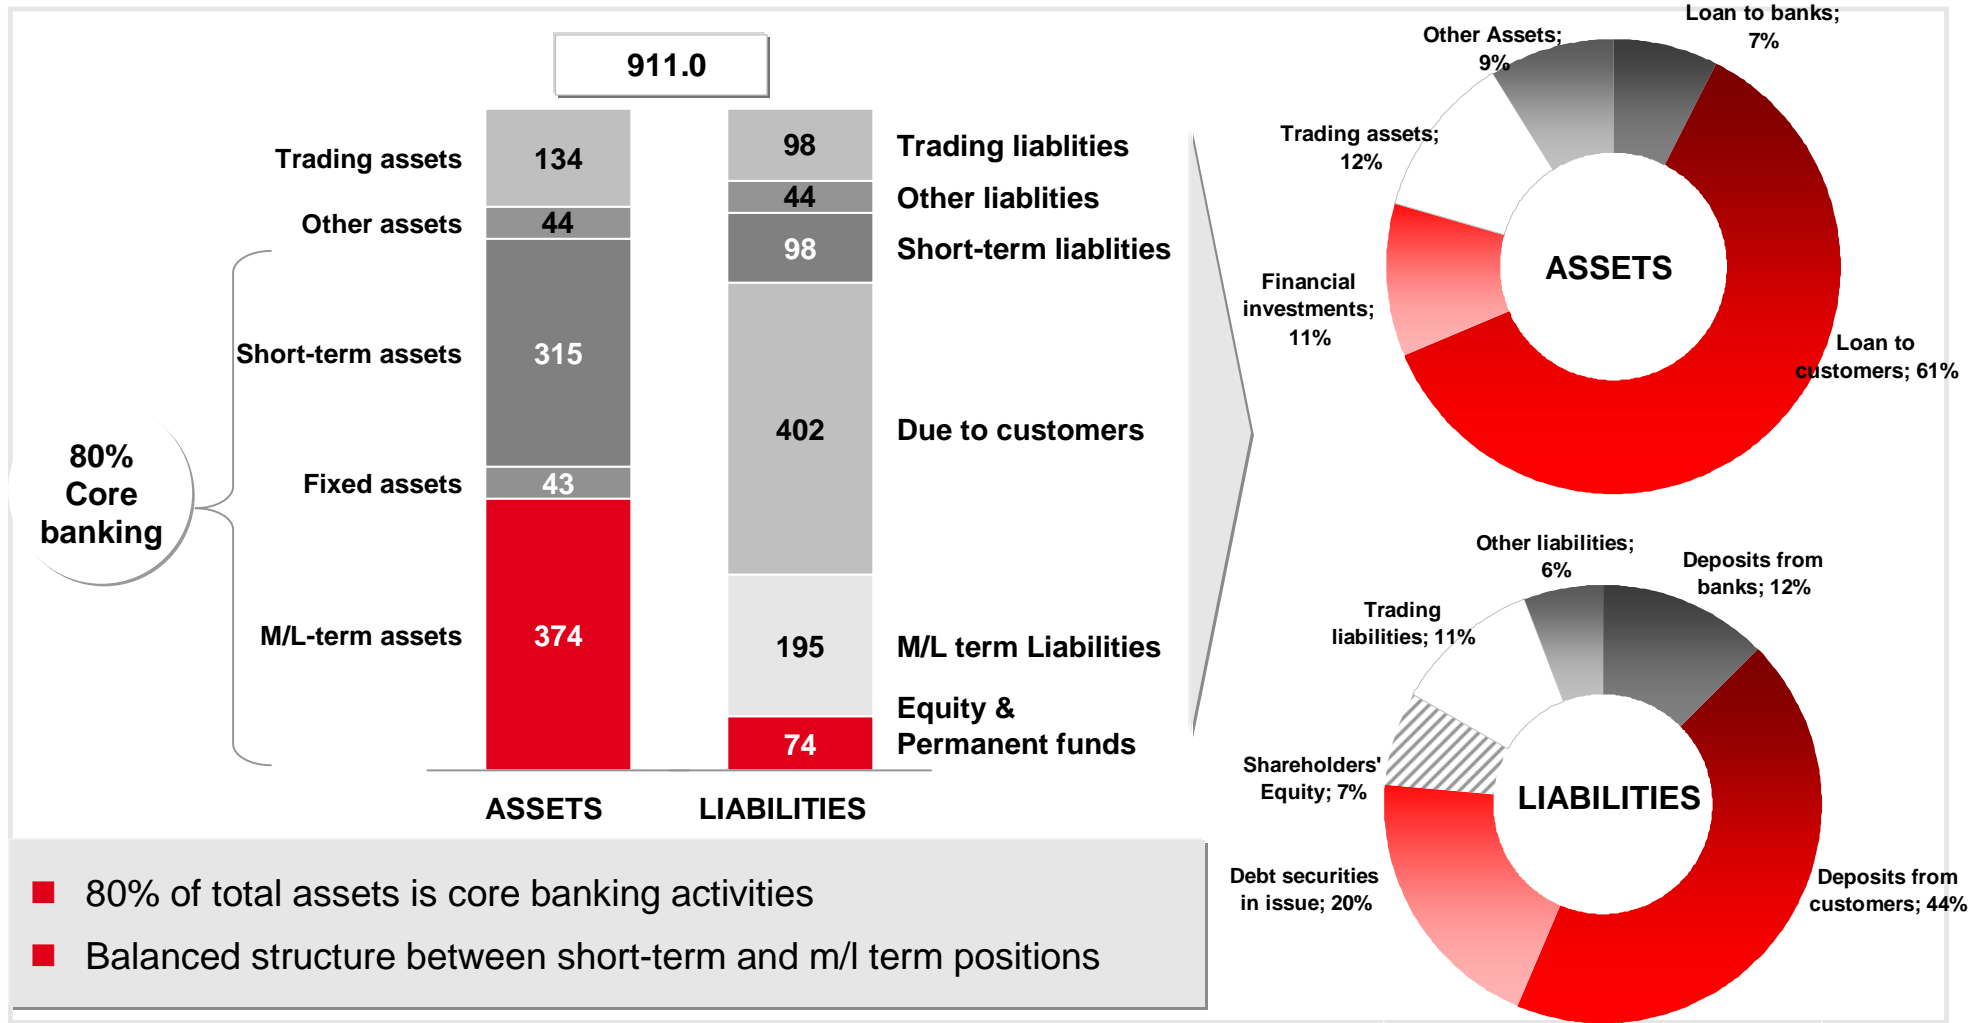 911.0
Trading assets
134
Other assets
44
Short-term assets
315
Fixed assets
43
M/L-term assets
374
80%
Core
banking
98
Trading liablities
44
Other liablities
98
Short-term liablities
402
Due to customers
195
M/L term Liabilities
Equity &
74
Permanent funds
ASSETS
LIABILITIES
80% of total assets is core banking activities
Balanced structure between short-term and m/l term positions
Loan to banks;
7%
Other Assets;
9%
Trading assets;
12%
Financial
investments;
11%
ASSETS
Loan to
customers; 61%
Other liabilities;
6%
Deposits from
banks; 12%
Trading
liabilities; 11%
Shareholders'
Equity; 7%
LIABILITIES
Debt securities
in issue; 20%
Deposits from
customers; 44%